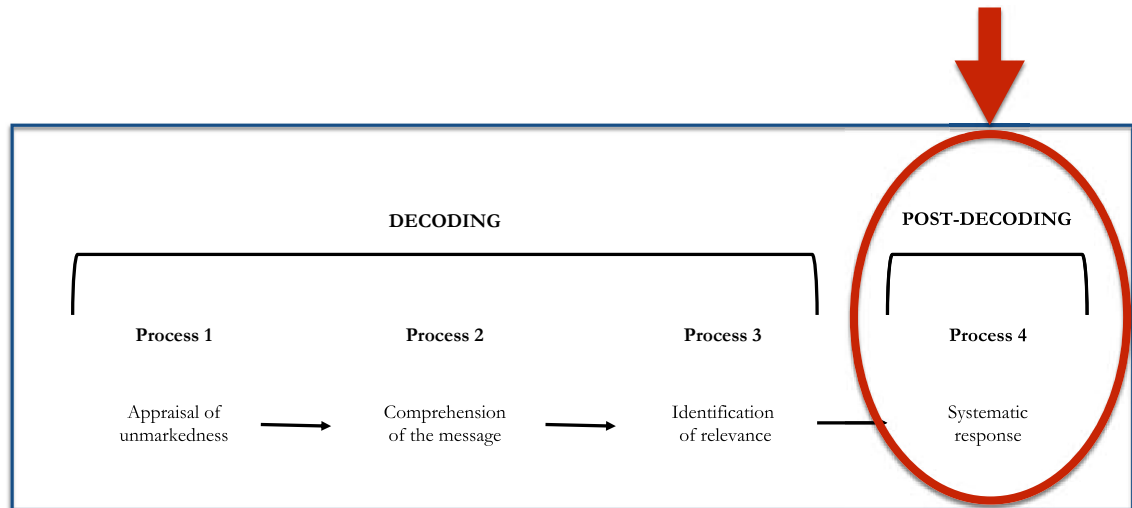 DECODING
POST-DECODING
Process 1
Process 2
Process 3
Process 4
Appraisal of
unmarkedness
Comprehension
of the message
Identification
of relevance
Systematic
response